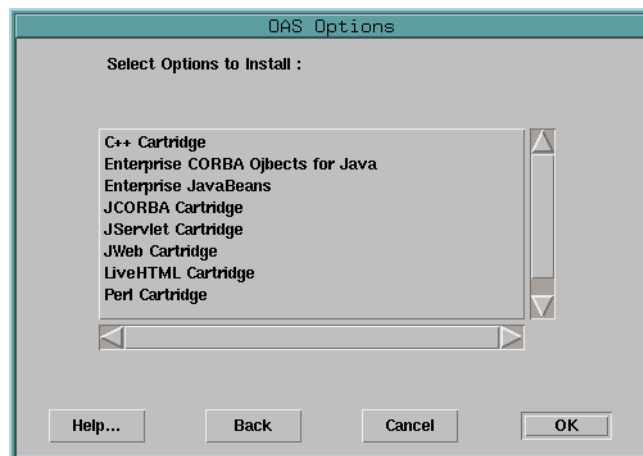 OAS Options
Select Options to Install :
C++ Cartridge
Enterprise CORBA Ojbects for Java
Enterprise JavaBeans
JCORBA Cartridge
JServlet Cartridge
JWeb Cartridge
LiveHTML Cartridge
Perl Cartridge
Help... Back Cancel OK